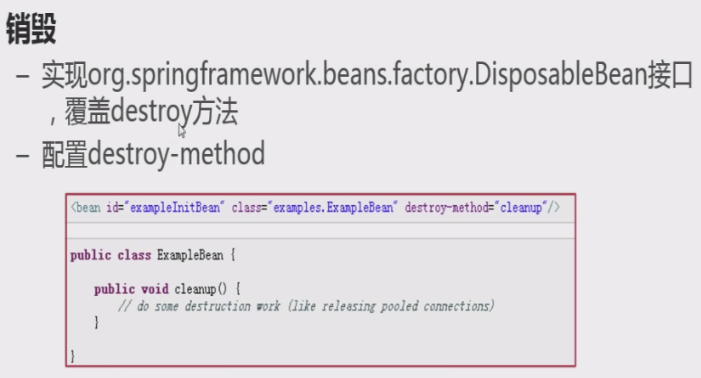 销毁
– 实现org.springframework.beans.factory.DisposableBean接口
，覆盖destroy方法
– 配置destroy-method
<bean id="exampleInitBean" class="examples.ExampleBean" destroy-method="cleanup"/>
public class ExampleBean {
public void cleanup() {
// do some destruction work (like releasing pooled connections)
}
}